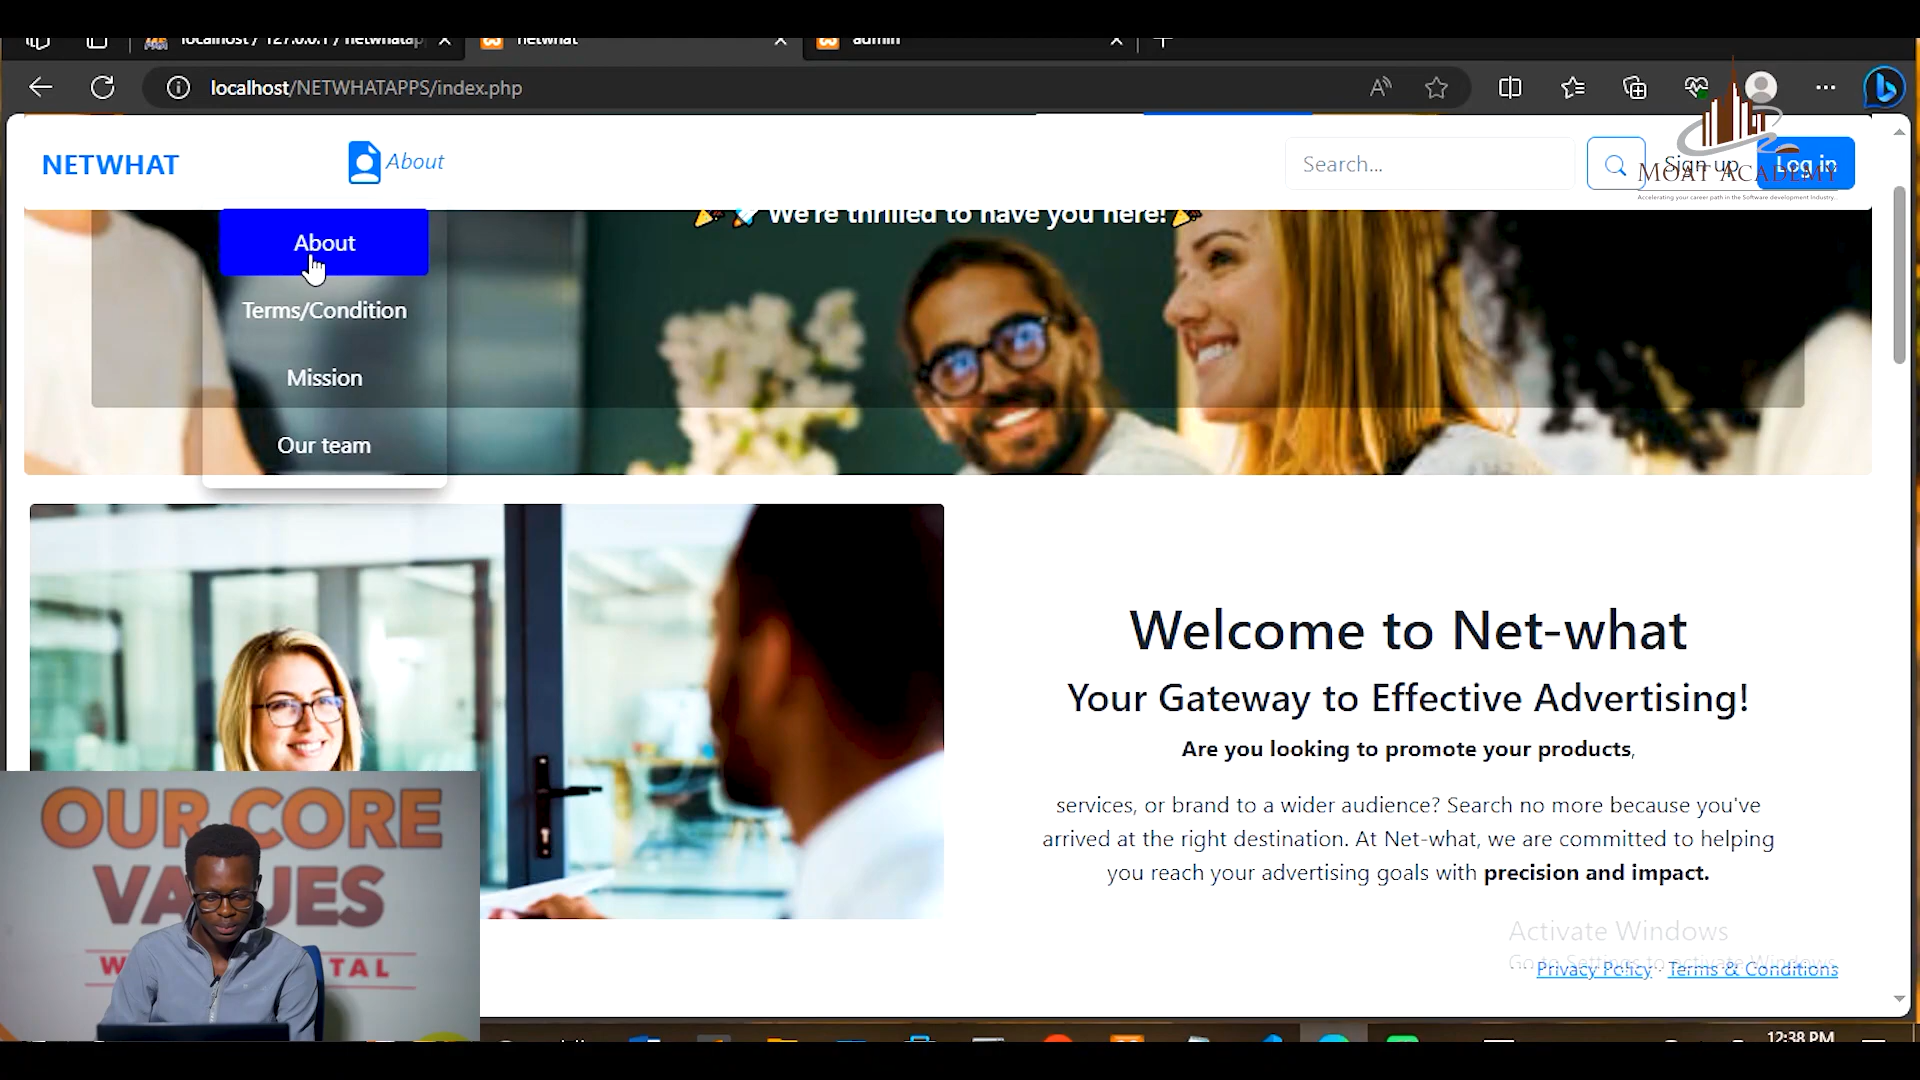 localhost / 127.0.0.1 / netwhatap
netwhat
admin
localhost/NETWHATAPPS/index.php
NETWHAT
About
Search...
Sign up
Log in
MOAT ACADEMY
Accelerating your career path in the Software development Industry...
🎉 We're thrilled to have you here! 🎉
About
Terms/Condition
Mission
Our team
Welcome to Net-what
Your Gateway to Effective Advertising!
Are you looking to promote your products,
services, or brand to a wider audience? Search no more because you've
arrived at the right destination. At Net-what, we are committed to helping
you reach your advertising goals with precision and impact.
Activate Windows
Go to Settings to activate Windows.
Privacy Policy · Terms & Conditions
OUR CORE
VALUES
12:38 PM